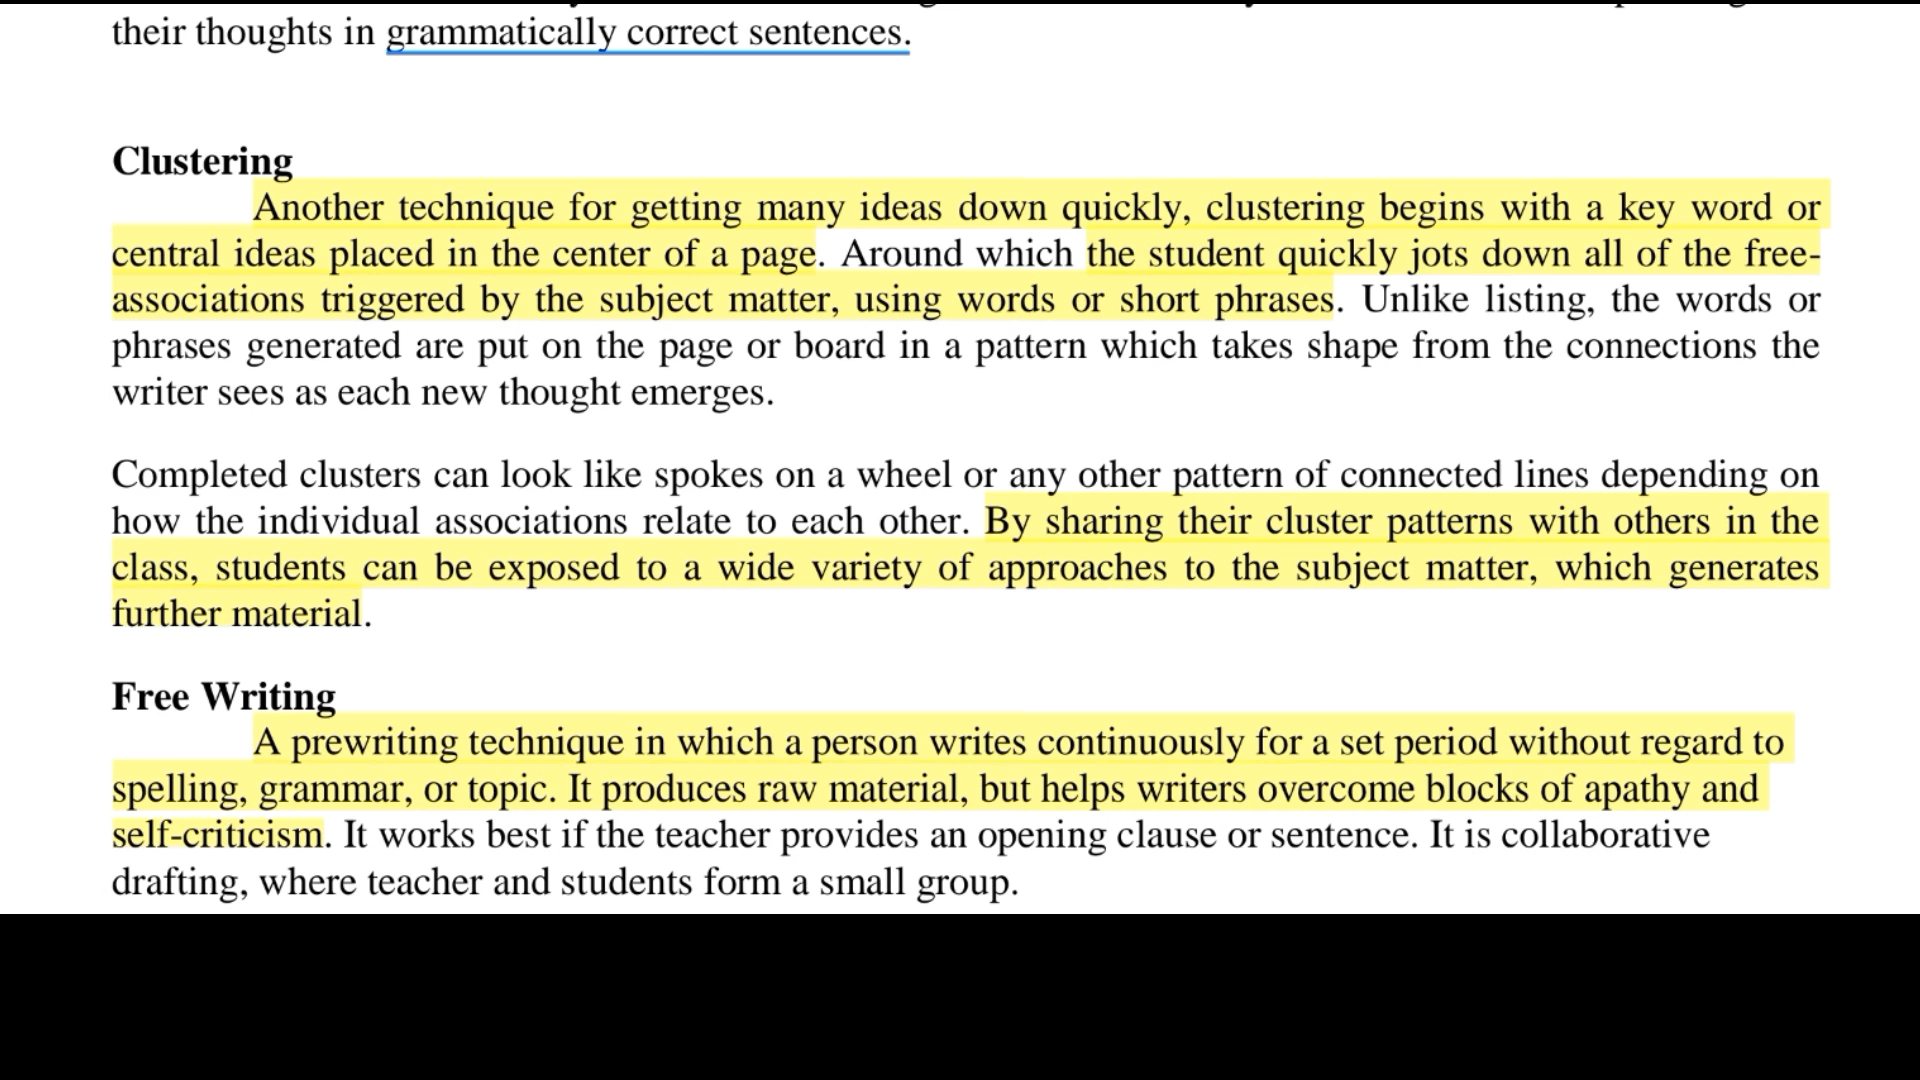 their thoughts in grammatically correct sentences.
Clustering
Another technique for getting many ideas down quickly, clustering begins with a key word or
central ideas placed in the center of a page. Around which the student quickly jots down all of the free-
associations triggered by the subject matter, using words or short phrases. Unlike listing, the words or
phrases generated are put on the page or board in a pattern which takes shape from the connections the
writer sees as each new thought emerges.
Completed clusters can look like spokes on a wheel or any other pattern of connected lines depending on
how the individual associations relate to each other. By sharing their cluster patterns with others in the
class, students can be exposed to a wide variety of approaches to the subject matter, which generates
further material.
Free Writing
A prewriting technique in which a person writes continuously for a set period without regard to
spelling, grammar, or topic. It produces raw material, but helps writers overcome blocks of apathy and
self-criticism. It works best if the teacher provides an opening clause or sentence. It is collaborative
drafting, where teacher and students form a small group.